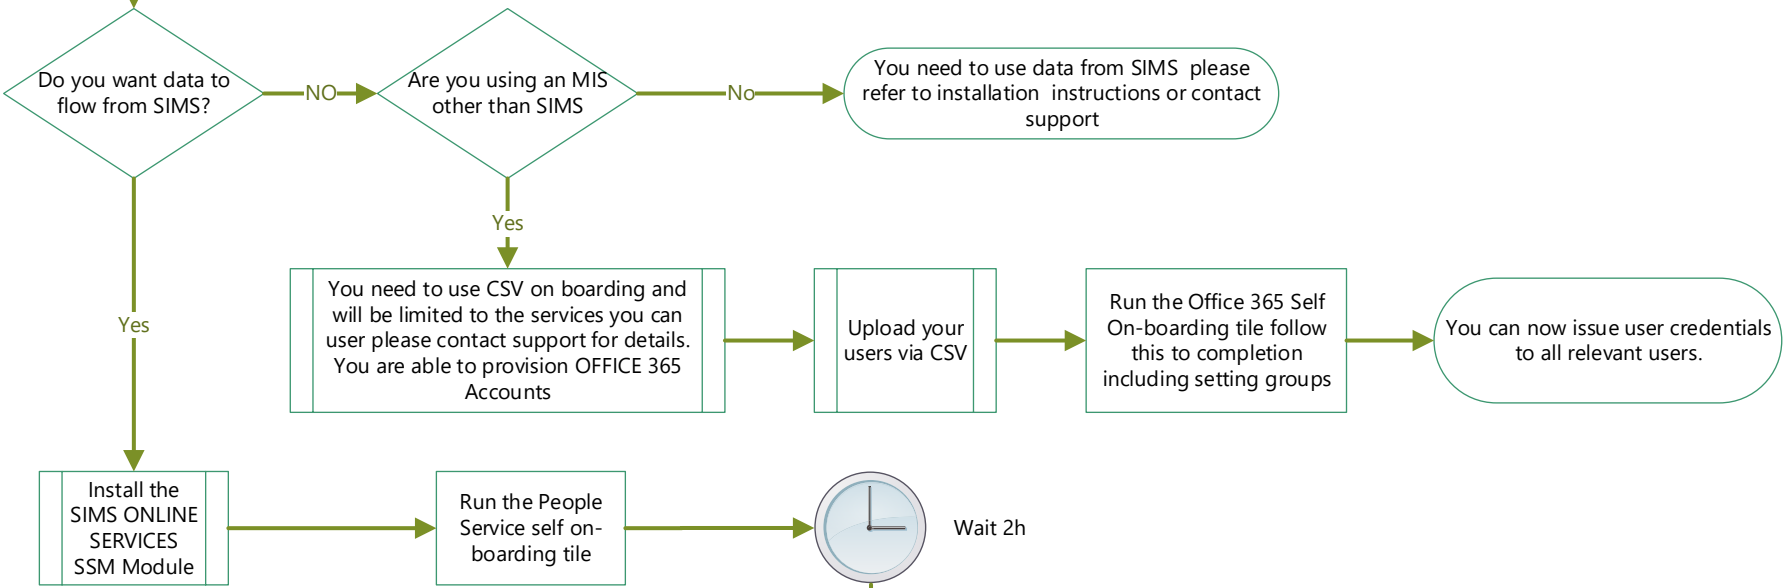 Do you want data to
flow from SIMS?
NO
Are you using an MIS
other than SIMS
No
You need to use data from SIMS please
refer to installation instructions or contact
support
Yes
Yes
You need to use CSV on boarding and
will be limited to the services you can
user please contact support for details.
You are able to provision OFFICE 365
Accounts
Upload your
users via CSV
Run the Office 365 Self
On-boarding tile follow
this to completion
including setting groups
You can now issue user credentials
to all relevant users.
Install the
SIMS ONLINE
SERVICES
SSM Module
Run the People
Service self on-
boarding tile
Wait 2h